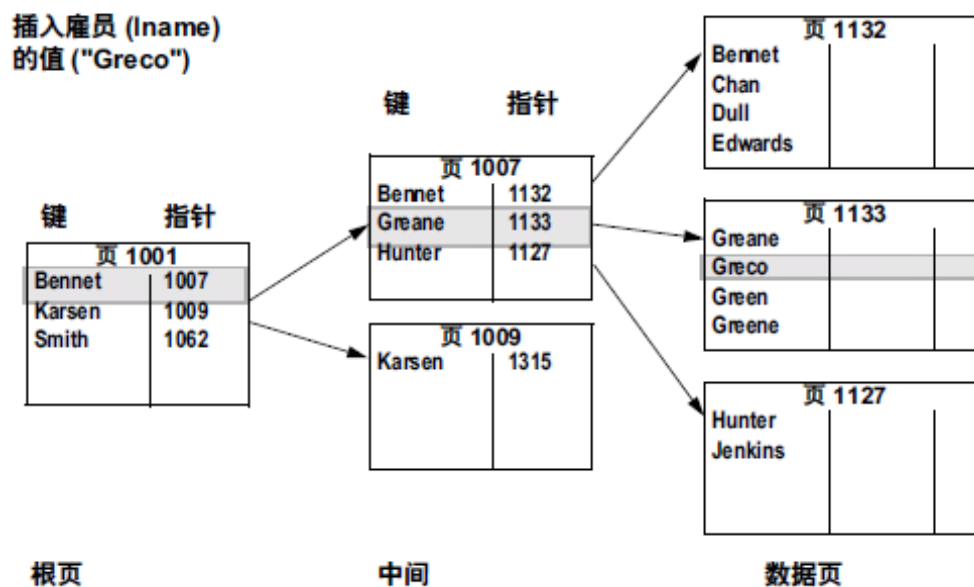 插入雇员 (lname)
的值 ("Greco")
键 指针
页 1001
Bennet 1007
Karsen 1009
Smith 1062
根页
键 指针
页 1007
Bennet 1132
Greane 1133
Hunter 1127
页 1009
Karsen 1315
中间
页 1132
Bennet
Chan
Dull
Edwards
页 1133
Greane
Greco
Green
Greene
页 1127
Hunter
Jenkins
数据页